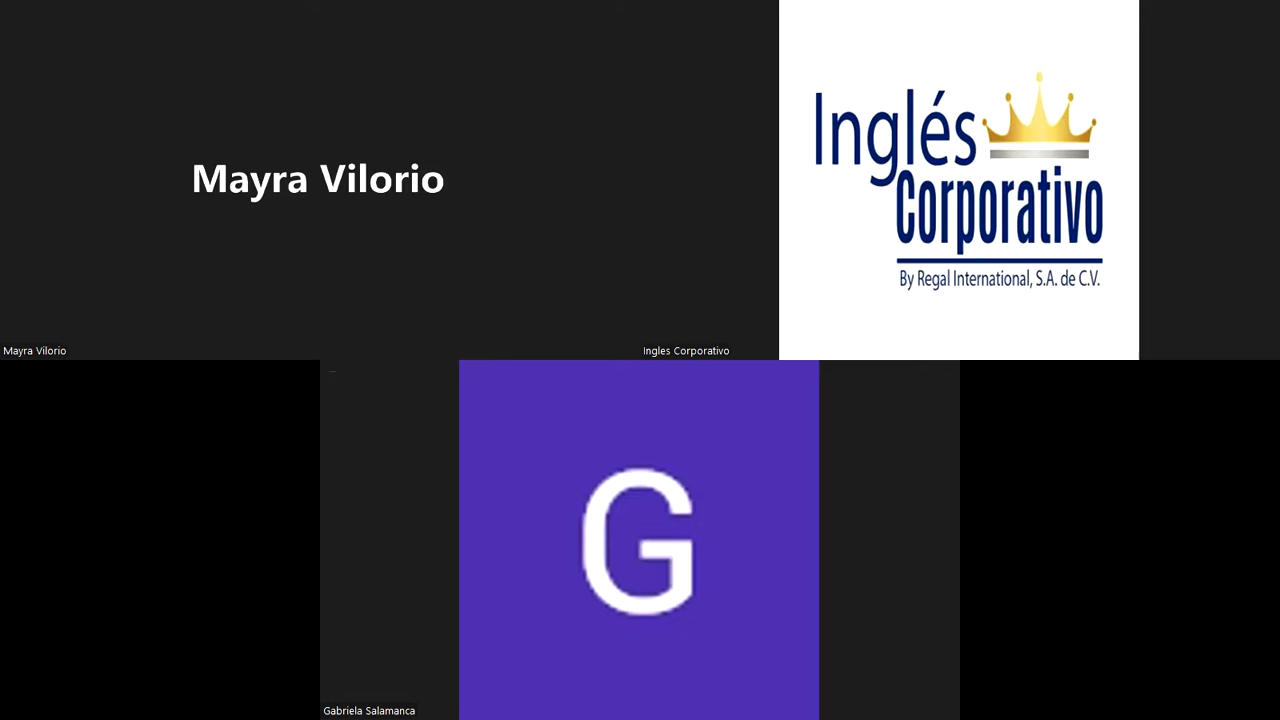 Mayra Vilorio
Inglés
Corporativo
By Regal International, S.A. de C.V.
Mayra Vilorio
Ingles Corporativo
G
Gabriela Salamanca